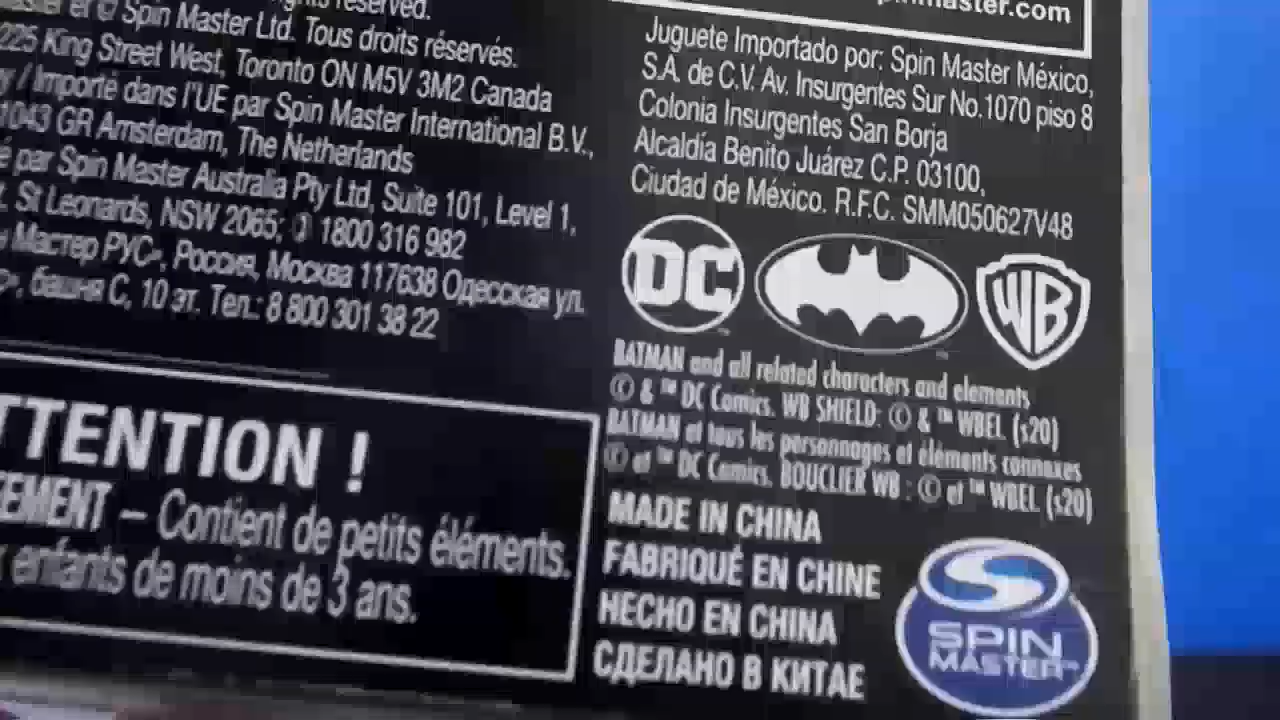 reserved.
© Spin Master Ltd. Tous droits réservés.
225 King Street West, Toronto ON M5V 3M2 Canada
/ Importé dans l'UE par Spin Master International B.V.,
1043 GR Amsterdam, The Netherlands
par Spin Master Australia Pty Ltd, Suite 101, Level 1,
St Leonards, NSW 2065; 1800 316 982
Мастер РУС», Россия, Москва 117638 Одесская ул.
башня С, 10 эт. Тел.: 8 800 301 38 22
TTENTION !
EMENT – Contient de petits éléments.
enfants de moins de 3 ans.
nmaster.com
Juguete Importado por: Spin Master México,
S.A. de C.V. Av. Insurgentes Sur No.1070 piso 8
Colonia Insurgentes San Borja
Alcaldía Benito Juárez C.P. 03100,
Ciudad de México. R.F.C. SMM050627V48
DC WB
BATMAN and all related characters and elements
© & ™ DC Comics. WB SHIELD: © & ™ WBEI. (s20)
BATMAN et tous les personnages et éléments connexes
© et ™ DC Comics. BOUCLIER WB : © et ™ WBEI. (s20)
MADE IN CHINA
FABRIQUÉ EN CHINE
HECHO EN CHINA
СДЕЛАНО В КИТАЕ
SPIN
MASTER™